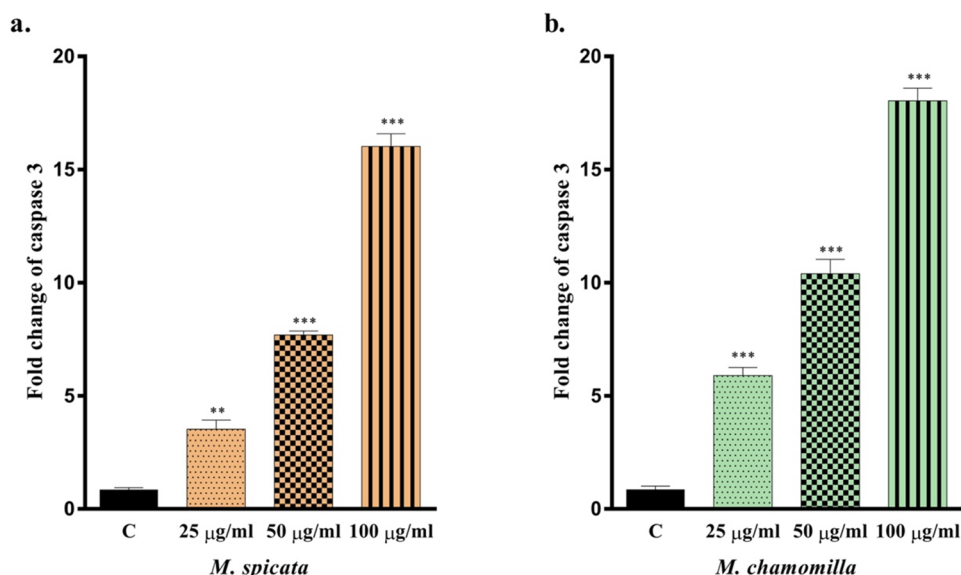 a.
Fold change of caspase 3
20
15
10
5
0
**
***
***
C 25 μg/ml 50 μg/ml 100 μg/ml
M. spicata
b.
Fold change of caspase 3
20
15
10
5
0
***
***
***
C 25 μg/ml 50 μg/ml 100 μg/ml
M. chamomilla